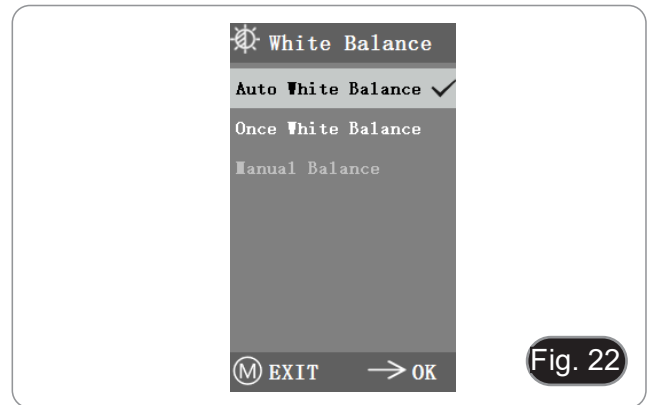 White Balance
Auto White Balance
Once White Balance
Manual Balance
M EXIT → OK
Fig. 22